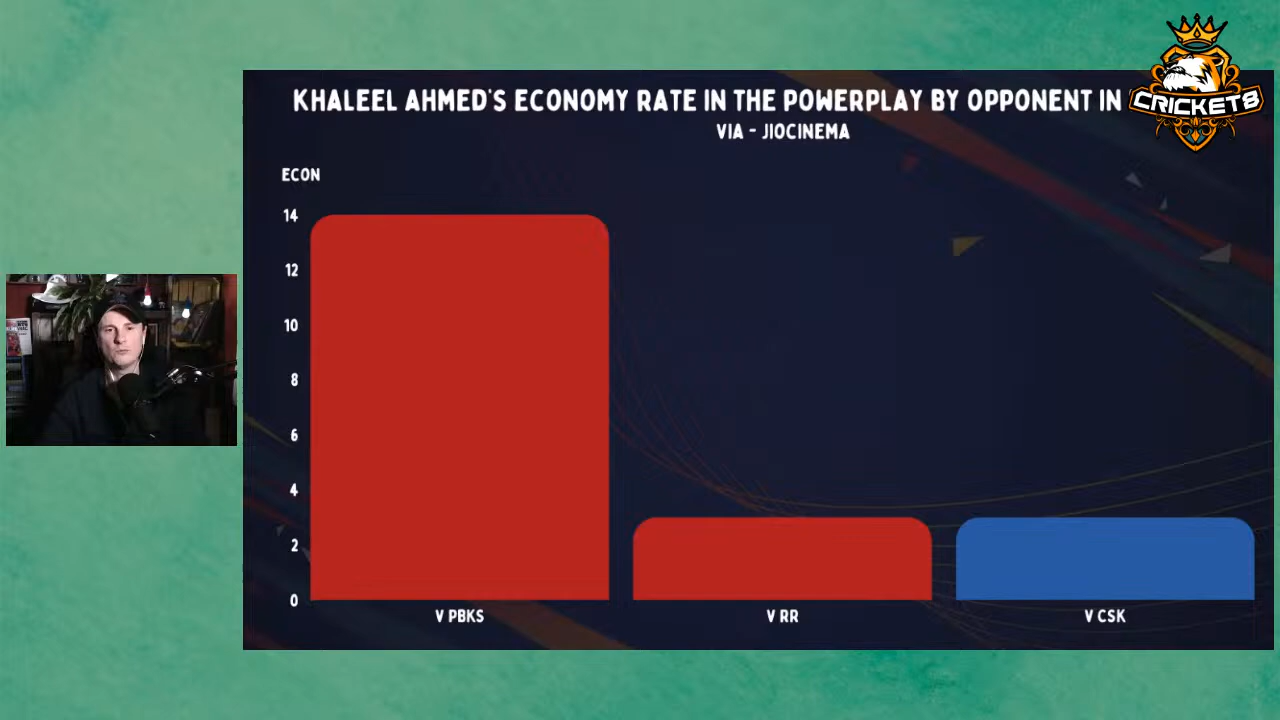 KHALEEL AHMED'S ECONOMY RATE IN THE POWERPLAY BY OPPONENT IN
VIA - JIOCINEMA
CRICKET8
ECON
14
12
10
8
6
4
2
0
V PBKS
V RR
V CSK